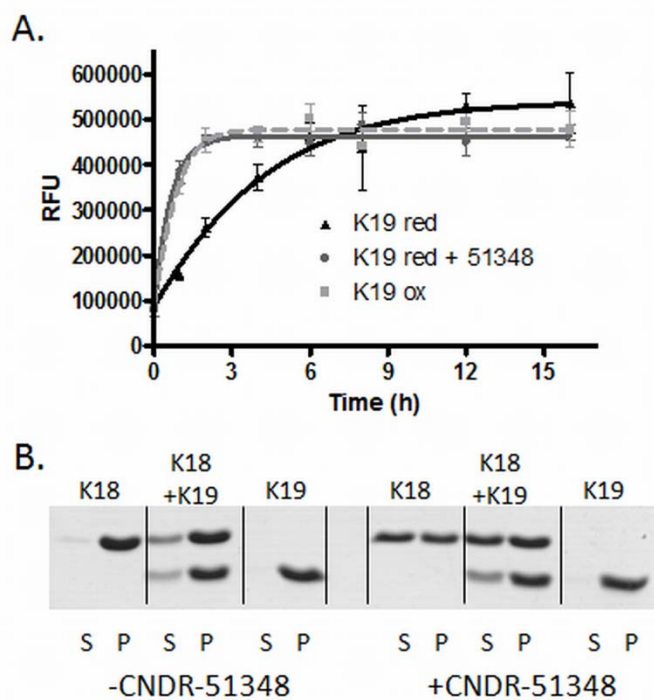 A.
600000
500000
400000
300000
200000
100000
0
RFU
K19 red
K19 red + 51348
K19 ox
0 3 6 9 12 15
Time (h)
B.
K18 K18 +K19 K19 K18 K18 +K19 K19
S P S P S P S P S P S P
-CNDR-51348 +CNDR-51348